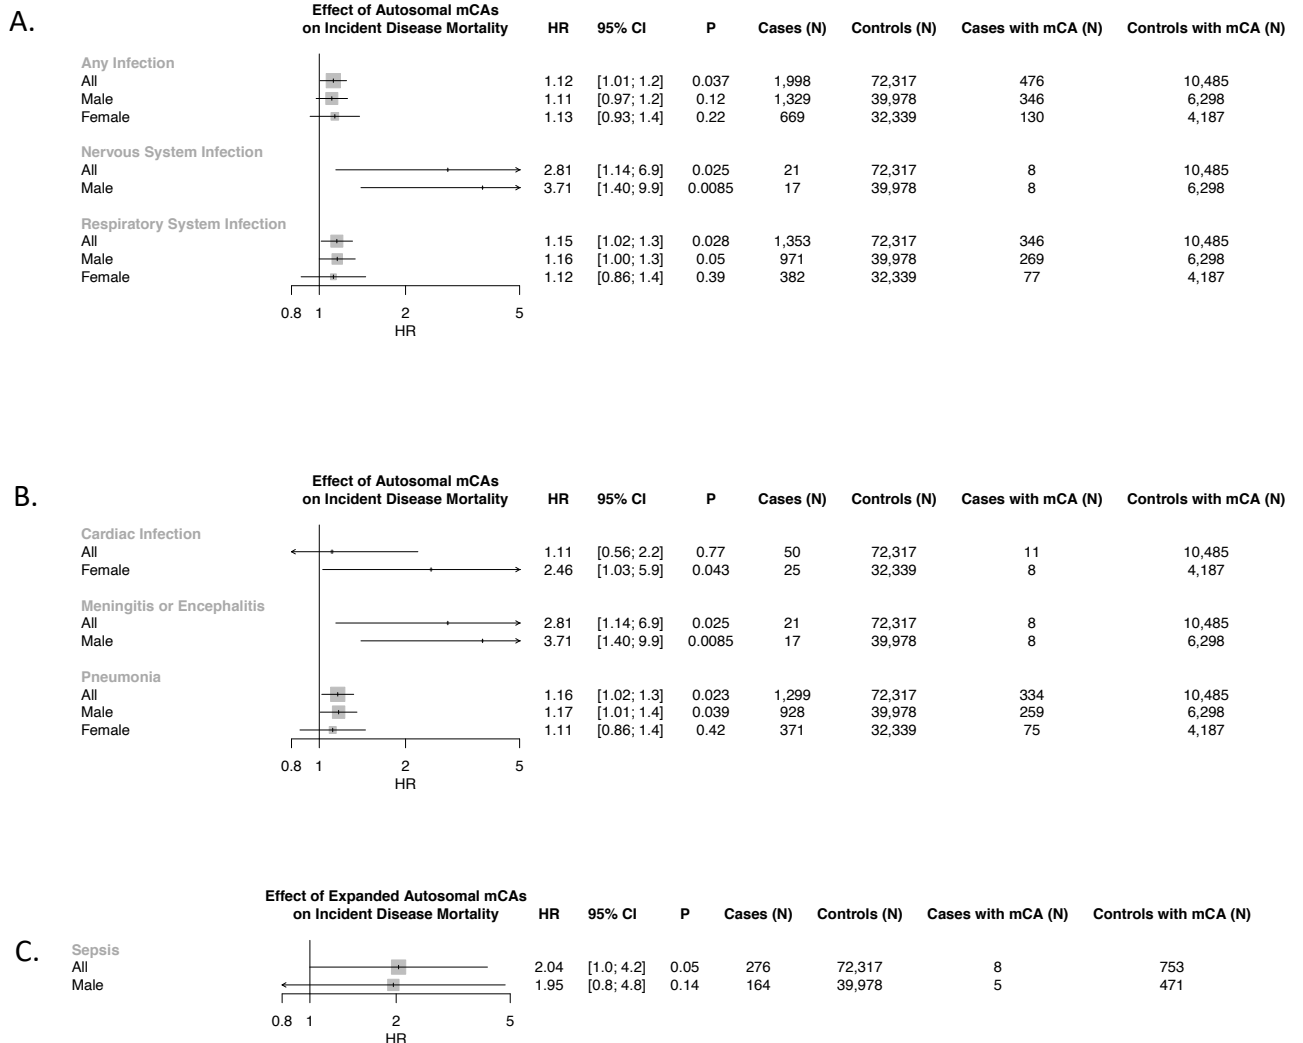 A.
Effect of Autosomal mCAs
on Incident Disease Mortality HR 95% CI P Cases (N) Controls (N) Cases with mCA (N) Controls with mCA (N)
Any Infection
All 1.12 [1.01; 1.2] 0.037 1,998 72,317 476 10,485
Male 1.11 [0.97; 1.2] 0.12 1,329 39,978 346 6,298
Female 1.13 [0.93; 1.4] 0.22 669 32,339 130 4,187
Nervous System Infection
All 2.81 [1.14; 6.9] 0.025 21 72,317 8 10,485
Male 3.71 [1.40; 9.9] 0.0085 17 39,978 8 6,298
Respiratory System Infection
All 1.15 [1.02; 1.3] 0.028 1,353 72,317 346 10,485
Male 1.16 [1.00; 1.3] 0.05 971 39,978 269 6,298
Female 1.12 [0.86; 1.4] 0.39 382 32,339 77 4,187
0.8 1 2 5
HR
B.
Effect of Autosomal mCAs
on Incident Disease Mortality HR 95% CI P Cases (N) Controls (N) Cases with mCA (N) Controls with mCA (N)
Cardiac Infection
All 1.11 [0.56; 2.2] 0.77 50 72,317 11 10,485
Female 2.46 [1.03; 5.9] 0.043 25 32,339 8 4,187
Meningitis or Encephalitis
All 2.81 [1.14; 6.9] 0.025 21 72,317 8 10,485
Male 3.71 [1.40; 9.9] 0.0085 17 39,978 8 6,298
Pneumonia
All 1.16 [1.02; 1.3] 0.023 1,299 72,317 334 10,485
Male 1.17 [1.01; 1.4] 0.039 928 39,978 259 6,298
Female 1.11 [0.86; 1.4] 0.42 371 32,339 75 4,187
0.8 1 2 5
HR
C.
Effect of Expanded Autosomal mCAs
on Incident Disease Mortality HR 95% CI P Cases (N) Controls (N) Cases with mCA (N) Controls with mCA (N)
Sepsis
All 2.04 [1.0; 4.2] 0.05 276 72,317 8 753
Male 1.95 [0.8; 4.8] 0.14 164 39,978 5 471
0.8 1 2 5
HR